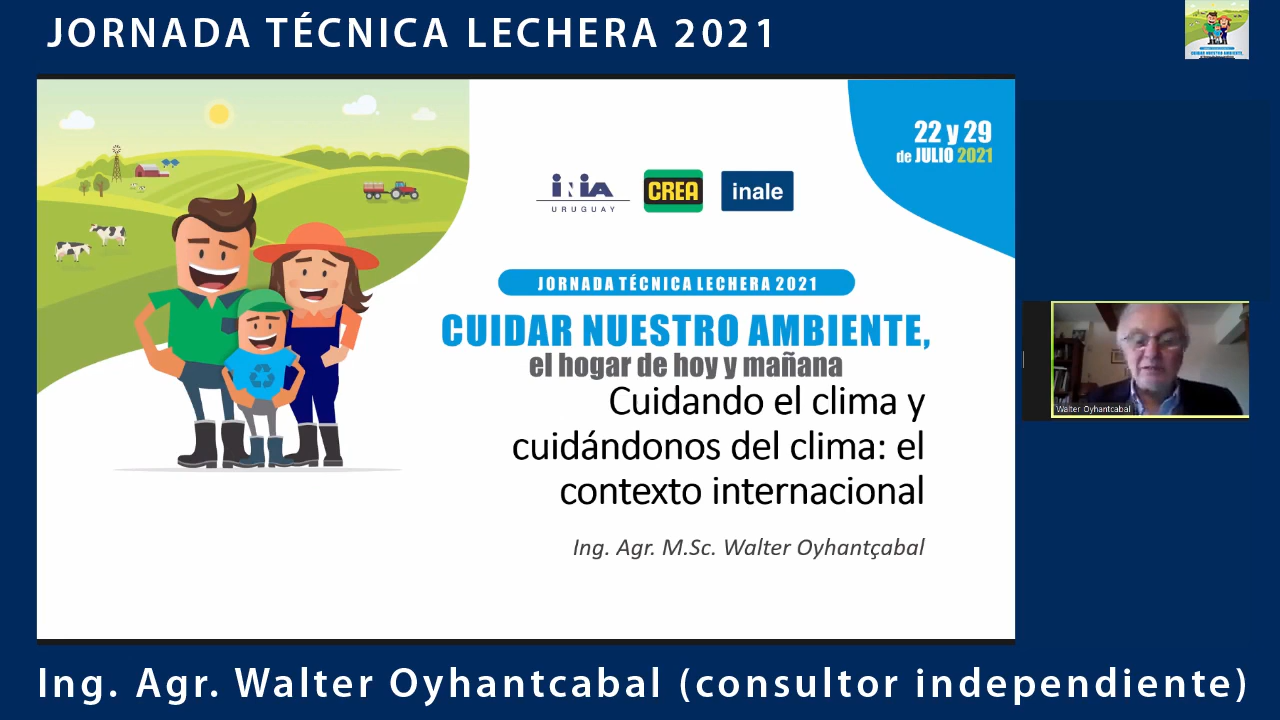 JORNADA TÉCNICA LECHERA 2021
22 y 29
de JULIO 2021
INIA
URUGUAY
CREA
inale
JORNADA TÉCNICA LECHERA 2021
CUIDAR NUESTRO AMBIENTE,
el hogar de hoy y mañana
Cuidando el clima y
cuidándonos del clima: el
contexto internacional
Ing. Agr. M.Sc. Walter Oyhantçabal
Walter Oyhantcabal
Ing. Agr. Walter Oyhantcabal (consultor independiente)